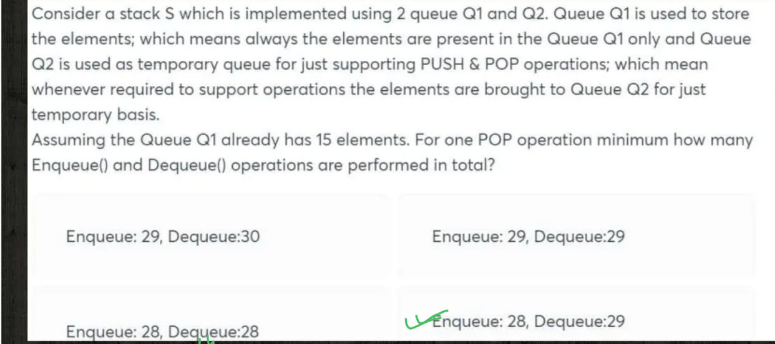 Consider a stack S which is implemented using 2 queue Q1 and Q2. Queue Q1 is used to store
the elements; which means always the elements are present in the Queue Q1 only and Queue
Q2 is used as temporary queue for just supporting PUSH & POP operations; which mean
whenever required to support operations the elements are brought to Queue Q2 for just
temporary basis.
Assuming the Queue Q1 already has 15 elements. For one POP operation minimum how many
Enqueue() and Dequeue() operations are performed in total?
Enqueue: 29, Dequeue:30
Enqueue: 29, Dequeue:29
Enqueue: 28, Dequeue:28
Enqueue: 28, Dequeue:29